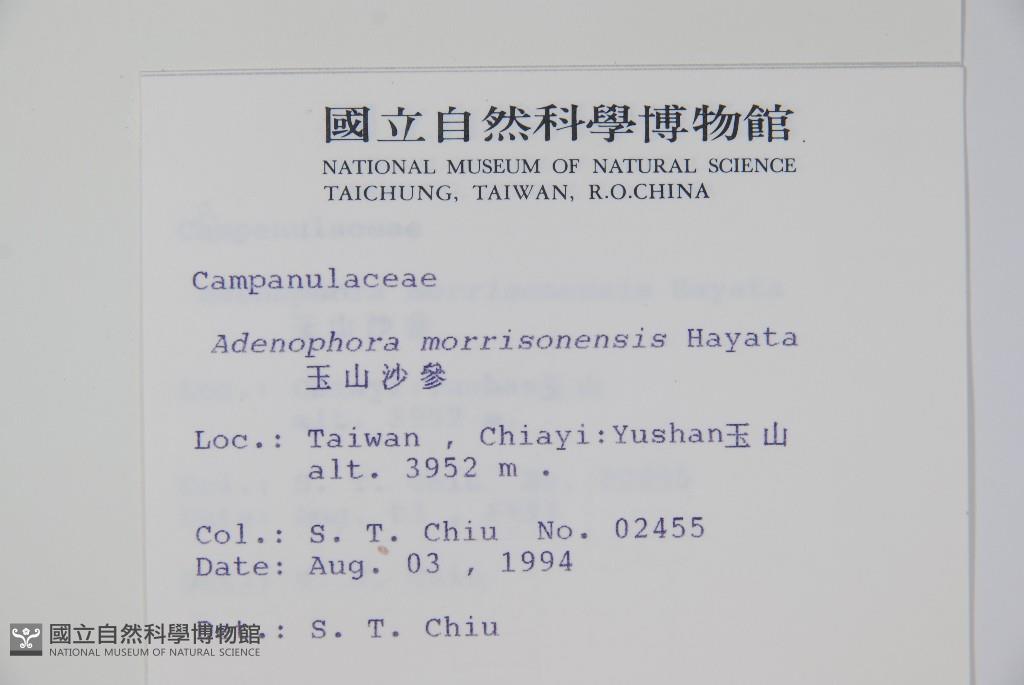 國立自然科學博物館
NATIONAL MUSEUM OF NATURAL SCIENCE
TAICHUNG, TAIWAN, R.O.CHINA
Campanulaceae
Adenophora morrisonensis Hayata
玉山沙參
Loc.: Taiwan , Chiayi:Yushan玉山
alt. 3952 m .
Col.: S. T. Chiu No. 02455
Date: Aug. 03 , 1994
Det.: S. T. Chiu
國立自然科學博物館
NATIONAL MUSEUM OF NATURAL SCIENCE